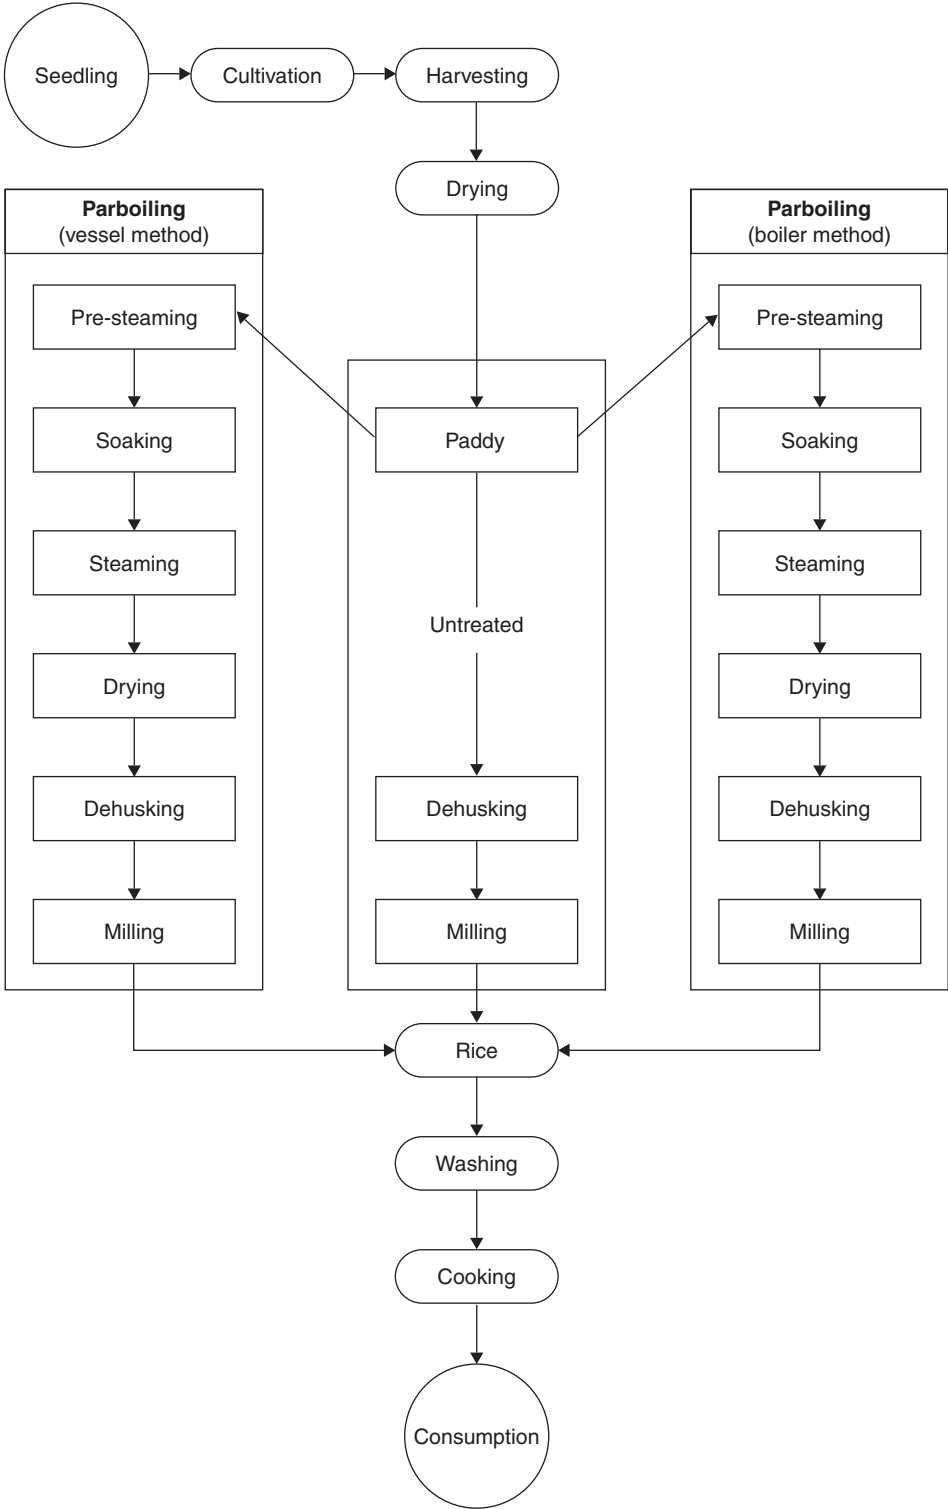 Seedling
Cultivation
Harvesting
Drying
Parboiling
(vessel method)
Pre-steaming
Soaking
Steaming
Drying
Dehusking
Milling
Paddy
Untreated
Dehusking
Milling
Parboiling
(boiler method)
Pre-steaming
Soaking
Steaming
Drying
Dehusking
Milling
Rice
Washing
Cooking
Consumption